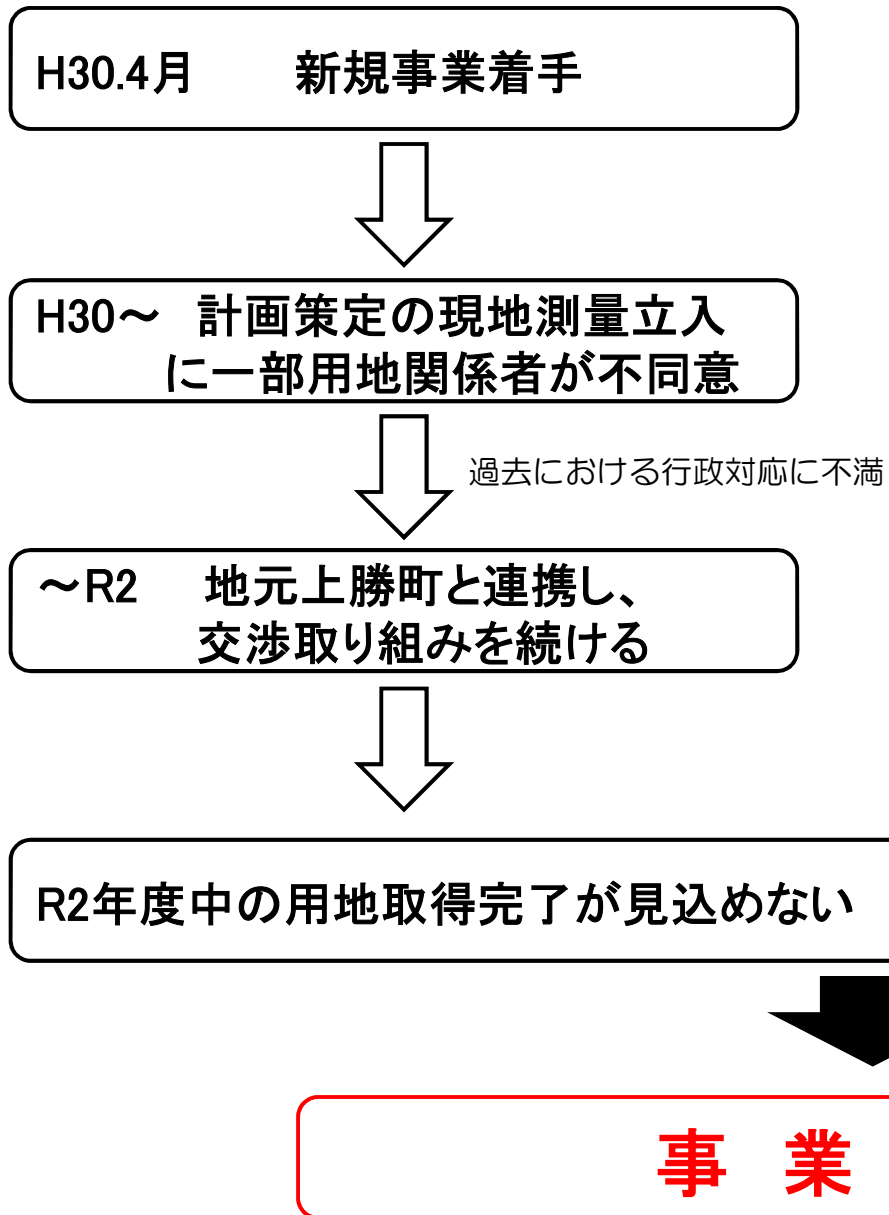 H30.4月　　新規事業着手
H30～　計画策定の現地測量立入
に一部用地関係者が不同意
過去における行政対応に不満
～R2　地元上勝町と連携し、
交渉取り組みを続ける
R2年度中の用地取得完了が見込めない
事　業